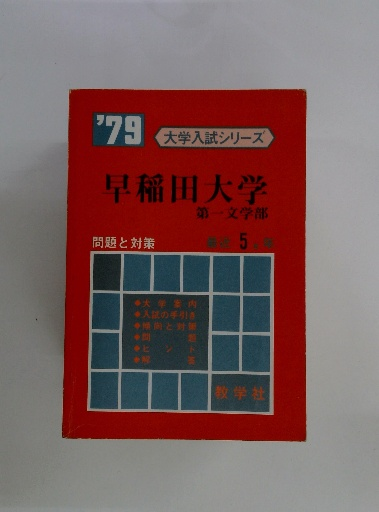 '79
大学入試シリーズ
早稲田大学
第一文学部
問題と対策
最近5ヵ年
◆大学案内
◆入試の手引き
◆傾向と対策
◆問題
◆ヒント
◆解答
教学社